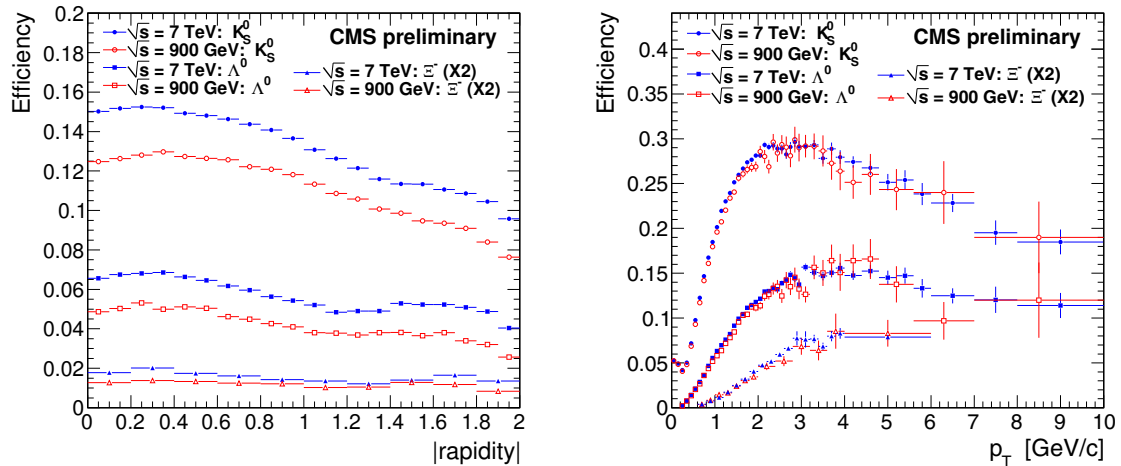 Efficiency
0.2
0.18
0.16
0.14
0.12
0.1
0.08
0.06
0.04
0.02
0
√s = 7 TeV: K⁰S
√s = 900 GeV: K⁰S
√s = 7 TeV: Λ⁰
√s = 900 GeV: Λ⁰
CMS preliminary
√s = 7 TeV: Ξ⁻ (X2)
√s = 900 GeV: Ξ⁻ (X2)
0 0.2 0.4 0.6 0.8 1 1.2 1.4 1.6 1.8 2
|rapidity|
Efficiency
0.4
0.35
0.3
0.25
0.2
0.15
0.1
0.05
0
√s = 7 TeV: K⁰S
√s = 900 GeV: K⁰S
√s = 7 TeV: Λ⁰
√s = 900 GeV: Λ⁰
CMS preliminary
√s = 7 TeV: Ξ⁻ (X2)
√s = 900 GeV: Ξ⁻ (X2)
0 1 2 3 4 5 6 7 8 9 10
pT [GeV/c]